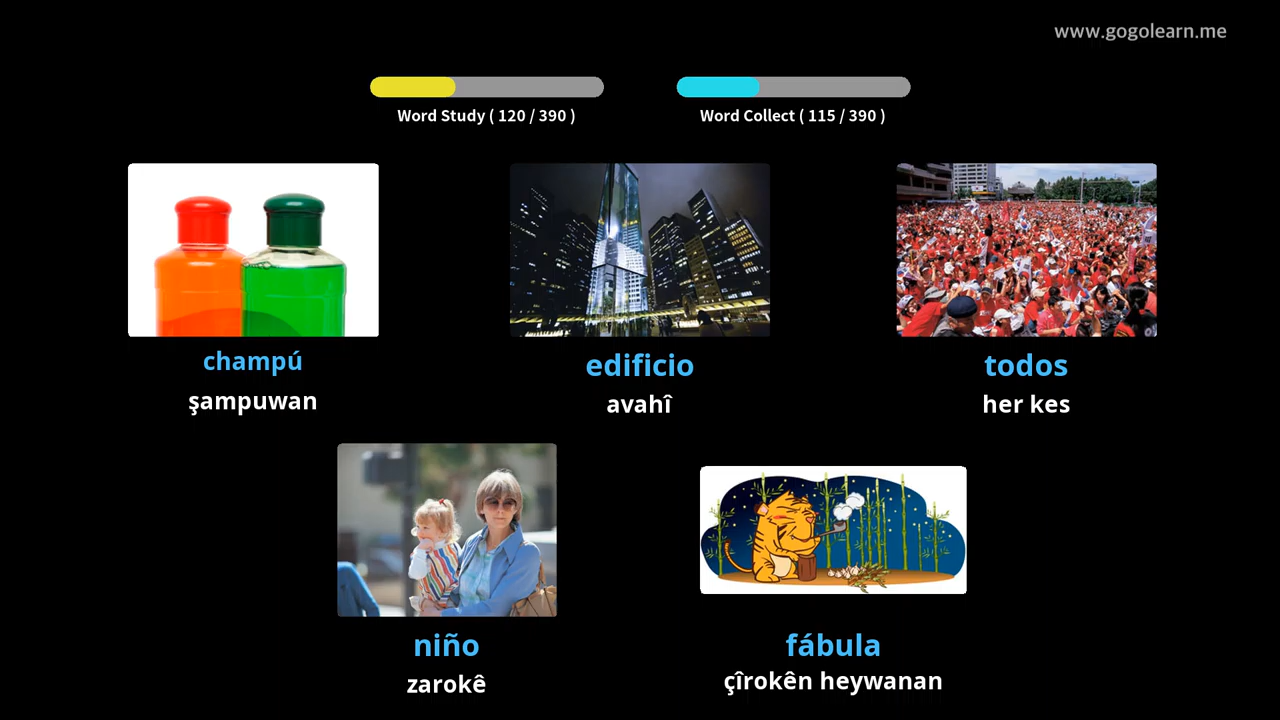 www.gogolearn.me
Word Study ( 120 / 390 )
Word Collect ( 115 / 390 )
champú
şampuwan
edificio
avahî
todos
her kes
niño
zarokê
fábula
çîrokên heywanan